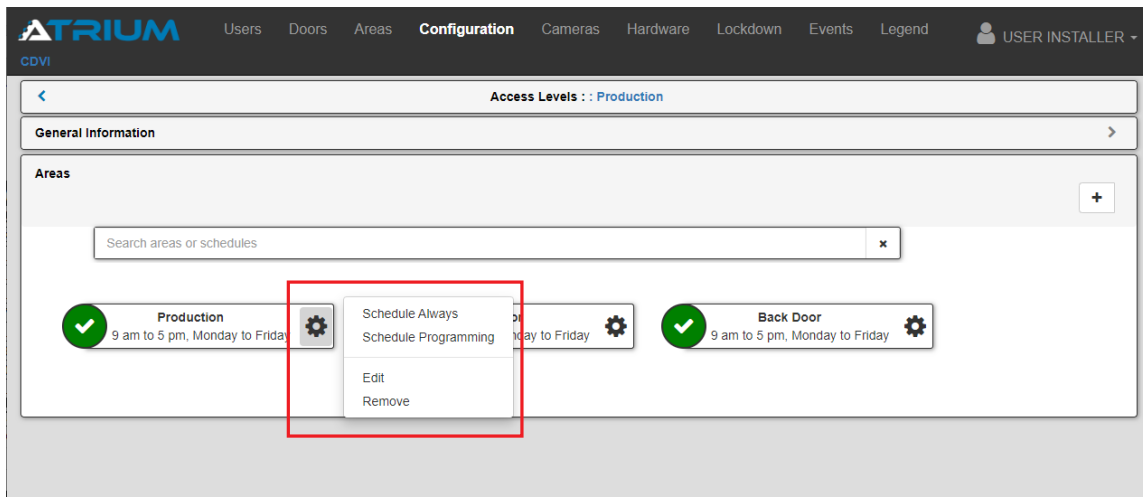 ATRIUM
Users Doors Areas Configuration Cameras Hardware Lockdown Events Legend USER INSTALLER
CDVI
Access Levels : : Production
General Information
Areas
+
Search areas or schedules
Production
9 am to 5 pm, Monday to Friday
Schedule Always
Schedule Programming
Edit
Remove
to Friday
Back Door
9 am to 5 pm, Monday to Friday